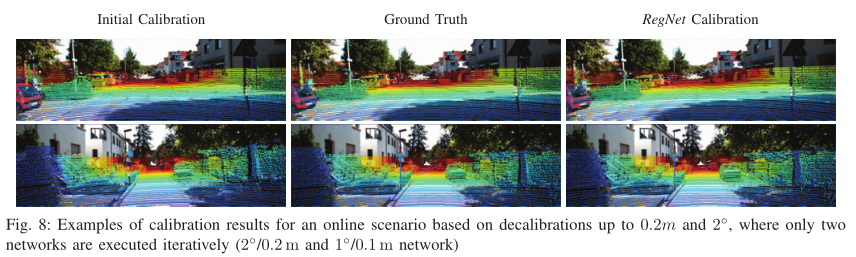 Initial Calibration
Ground Truth
RegNet Calibration
Fig. 8: Examples of calibration results for an online scenario based on decalibrations up to 0.2m and 2°, where only two
networks are executed iteratively (2°/0.2 m and 1°/0.1 m network)